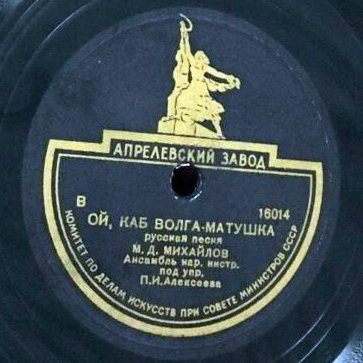 АПРЕЛЕВСКИЙ ЗАВОД
В
16014
ОЙ, КАБ ВОЛГА-МАТУШКА
русская песня
М. Д. МИХАЙЛОВ
Ансамбль нар. инстр.
под упр.
П.И.Алексеева
КОМИТЕТ ПО ДЕЛАМ ИСКУССТВ ПРИ СОВЕТЕ МИНИСТРОВ СССР